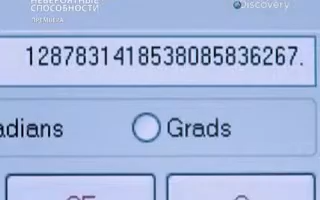 НЕВЕРОЯТНЫЕ
СПОСОБНОСТИ
Discovery
1287831418538085836267.
adians
Grads